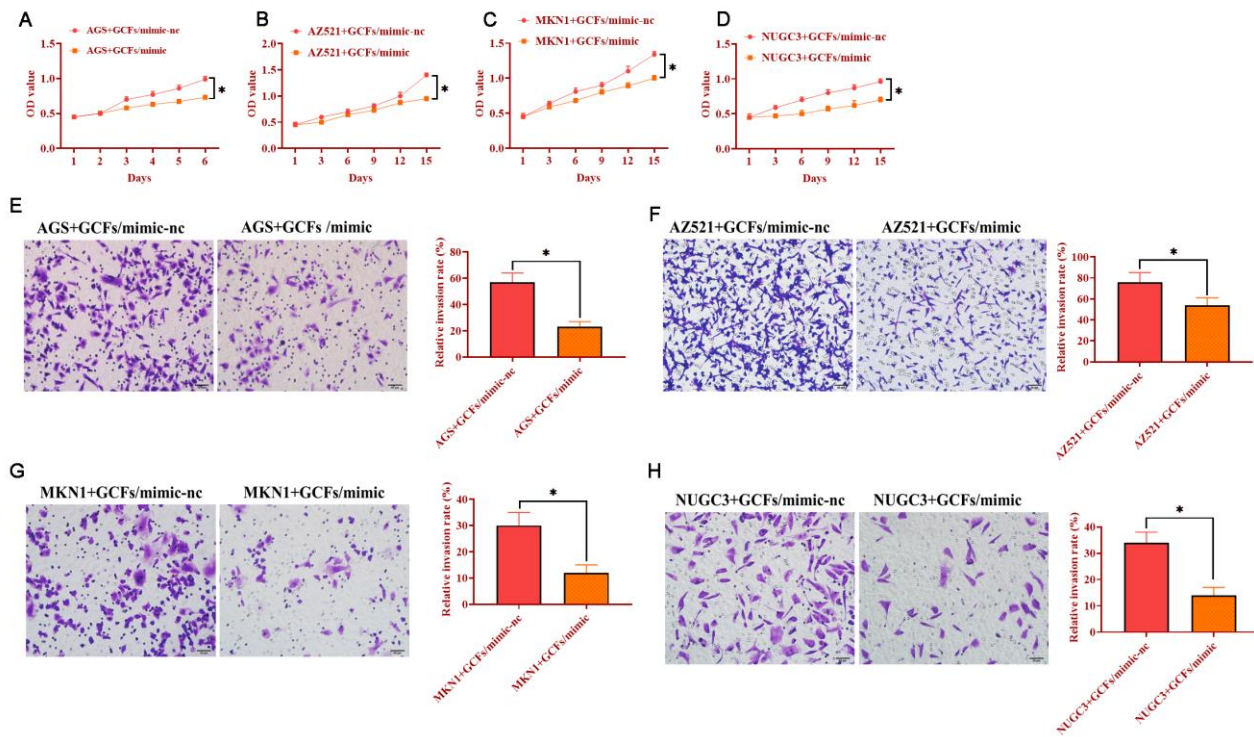 A
AGS+GCFs/mimic-nc
AGS+GCFs/mimic
OD value
1.5
1.0
0.5
0.0
1 2 3 4 5 6
Days
*
B
AZ521+GCFs/mimic-nc
AZ521+GCFs/mimic
OD value
2.0
1.5
1.0
0.5
0.0
1 3 6 9 12 15
Days
*
C
MKN1+GCFs/mimic-nc
MKN1+GCFs/mimic
OD value
1.5
1.0
0.5
0.0
1 3 6 9 12 15
Days
*
D
NUGC3+GCFs/mimic-nc
NUGC3+GCFs/mimic
OD value
1.5
1.0
0.5
0.0
1 3 6 9 12 15
Days
*
E
AGS+GCFs/mimic-nc
AGS+GCFs /mimic
Relative invasion rate (%)
80
60
40
20
0
*
AGS+GCFs/mimic-nc
AGS+GCFs/mimic
F
AZ521+GCFs/mimic-nc
AZ521+GCFs/mimic
Relative invasion rate (%)
100
80
60
40
20
0
*
AZ521+GCFs/mimic-nc
AZ521+GCFs/mimic
G
MKN1+GCFs/mimic-nc
MKN1+GCFs/mimic
Relative invasion rate (%)
40
30
20
10
0
*
MKN1+GCFs/mimic-nc
MKN1+GCFs/mimic
H
NUGC3+GCFs/mimic-nc
NUGC3+GCFs/mimic
Relative invasion rate (%)
40
30
20
10
0
*
NUGC3+GCFs/mimic-nc
NUGC3+GCFs/mimic